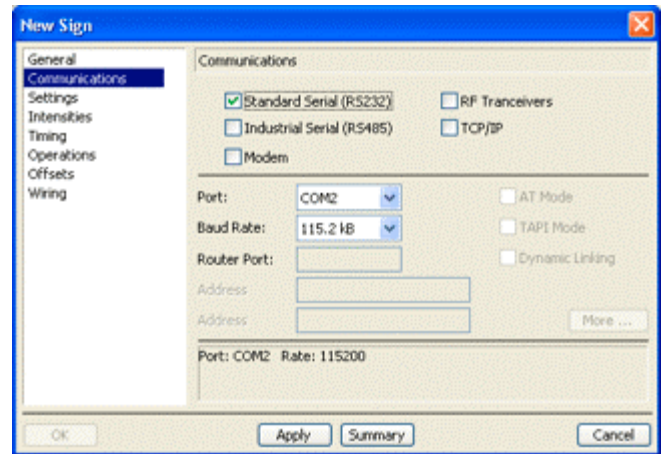 New Sign
General
Communications
Settings
Intensities
Timing
Operations
Offsets
Wiring
Communications
Standard Serial (RS232) RF Tranceivers
Industrial Serial (RS485) TCP/IP
Modem
Port: COM2 AT Mode
Baud Rate: 115.2 kB TAPI Mode
Router Port: Dynamic Linking
Address
Address More ...
Port: COM2 Rate: 115200
OK Apply Summary Cancel